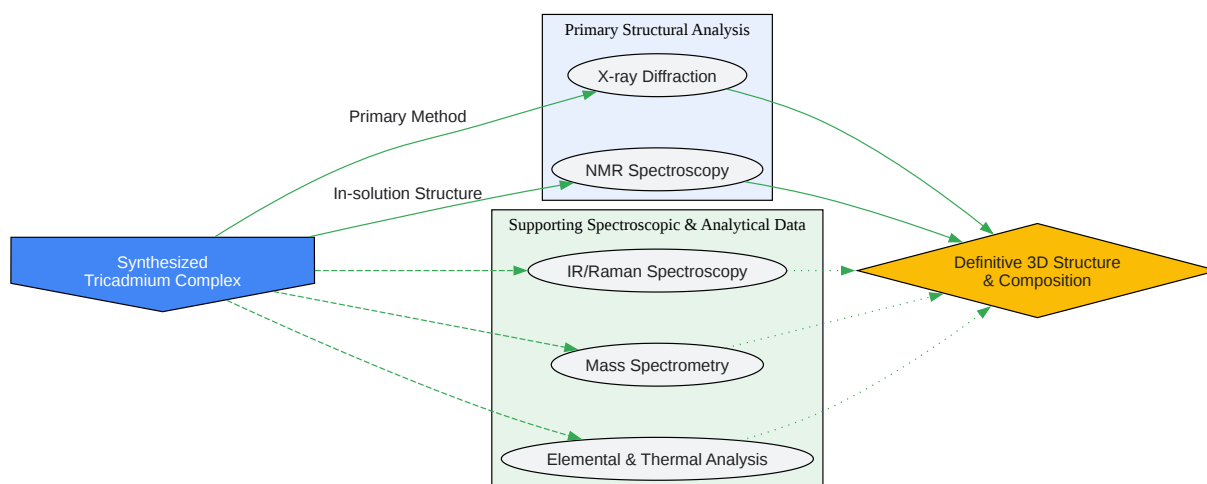 Primary Structural Analysis
X-ray Diffraction
Primary Method
NMR Spectroscopy
In-solution Structure
Supporting Spectroscopic & Analytical Data
Synthesized
Tricadmium Complex
IR/Raman Spectroscopy
Definitive 3D Structure
& Composition
Mass Spectrometry
Elemental & Thermal Analysis